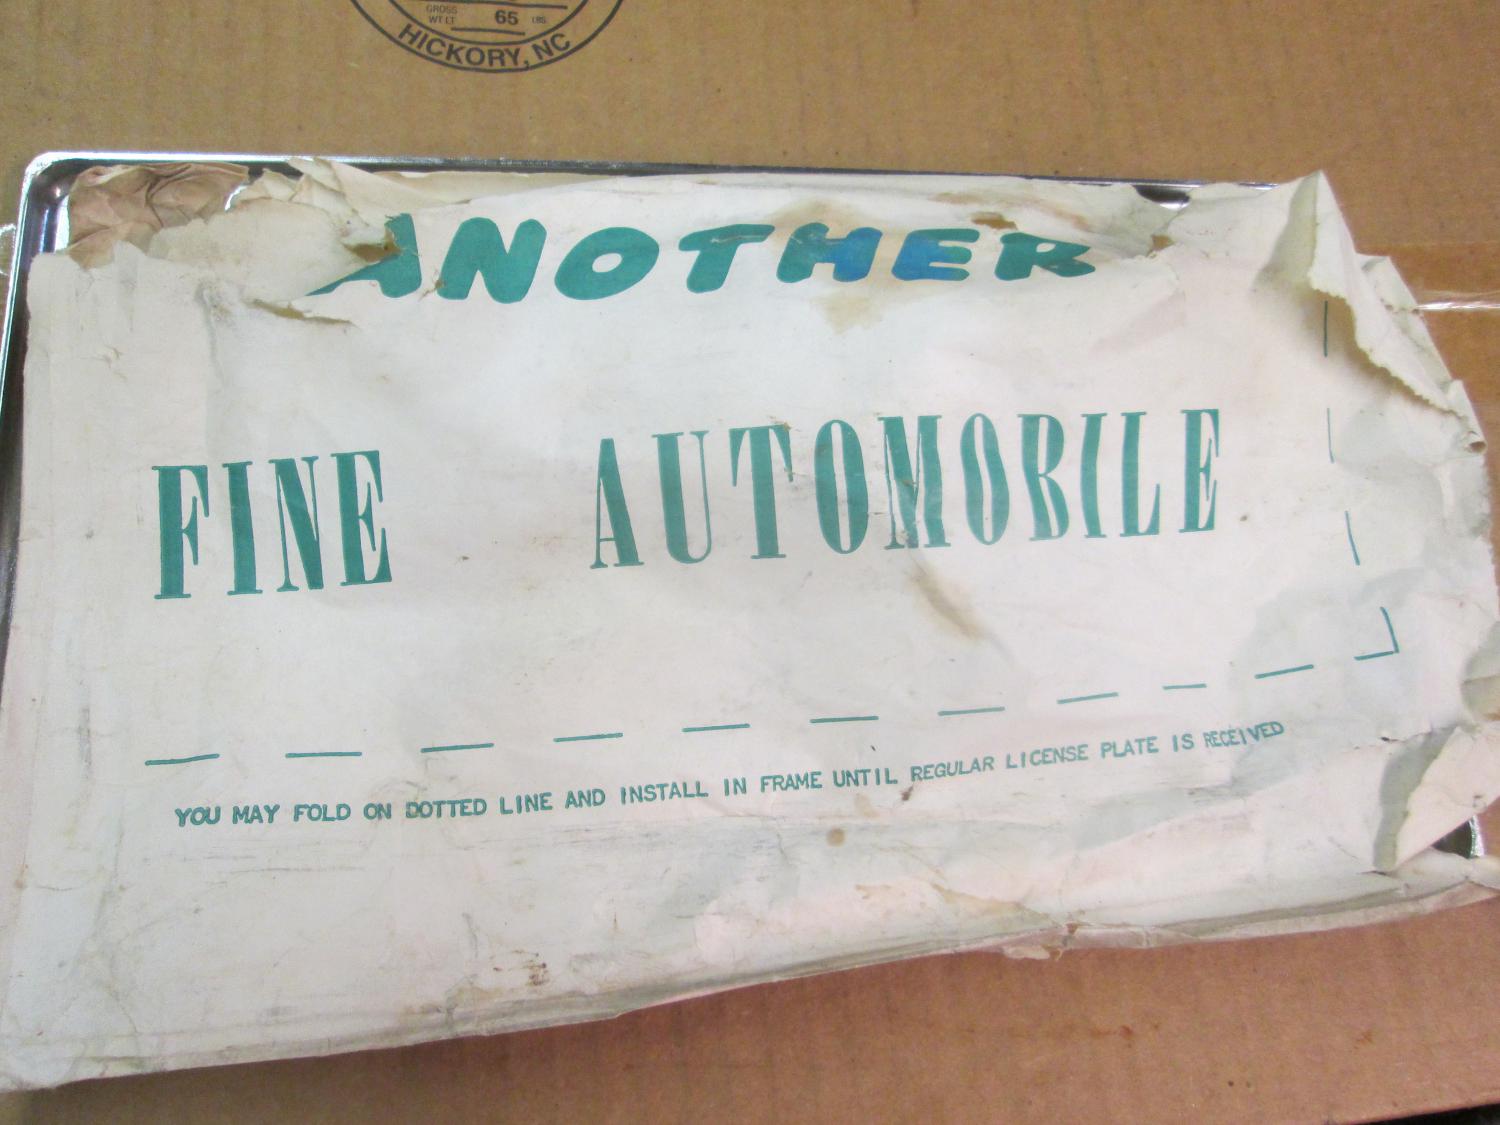 GROSS
WT LT 65 LBS.
HICKORY, NC
ANOTHER
FINE AUTOMOBILE
YOU MAY FOLD ON DOTTED LINE AND INSTALL IN FRAME UNTIL REGULAR LICENSE PLATE IS RECEIVED